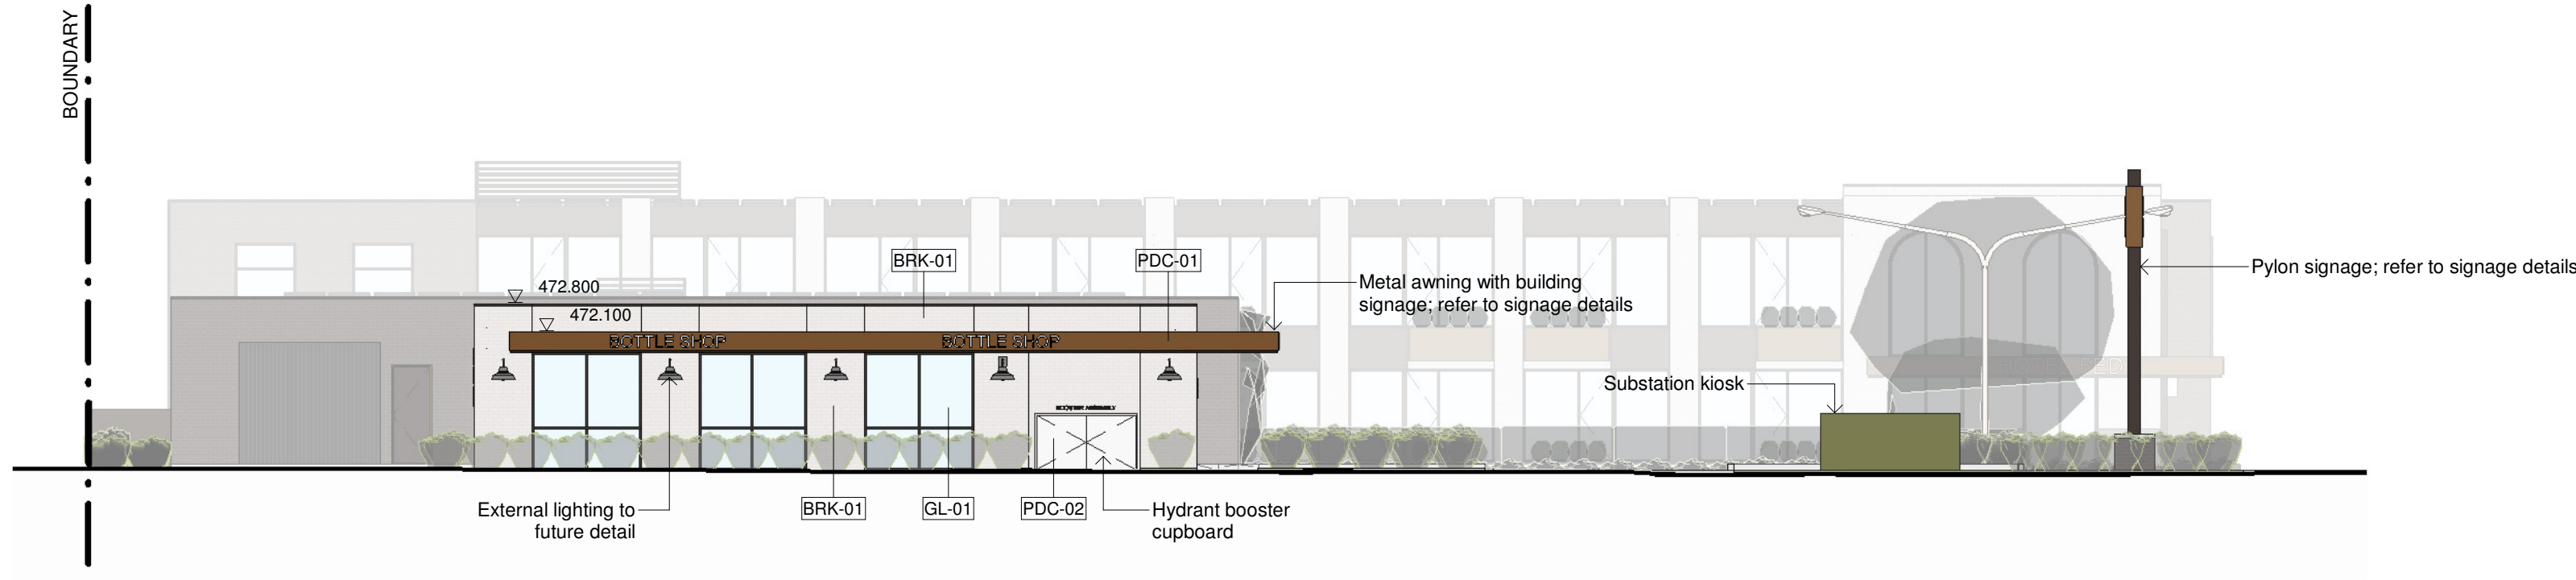 BOUNDARY
BRK-01
PDC-01
472.800
472.100
Metal awning with building
signage; refer to signage details
Pylon signage; refer to signage details
BOTTLE SHOP
BOTTLE SHOP
Substation kiosk
BOOSTER ASSEMBLY
External lighting to
future detail
BRK-01
GL-01
PDC-02
Hydrant booster
cupboard